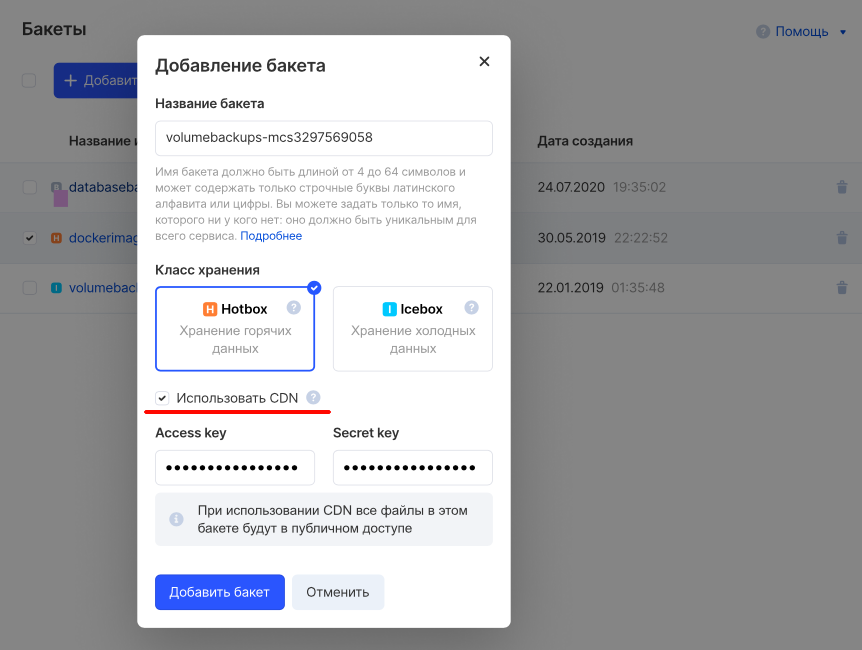 Бакеты
Помощь
Добавление бакета
Название бакета
volumebackups-mcs3297569058
Имя бакета должно быть длиной от 4 до 64 символов и
может содержать только строчные буквы латинского
алфавита или цифры. Вы можете задать только то имя,
которого ни у кого нет: оно должно быть уникальным для
всего сервиса. Подробнее
Класс хранения
H Hotbox ?
Хранение горячих
данных
I Icebox ?
Хранение холодных
данных
Использовать CDN ?
Access key
Secret key
При использовании CDN все файлы в этом
бакете будут в публичном доступе
Добавить бакет
Отменить
+ Добавит
Название и
Дата создания
databaseba
24.07.2020 19:35:02
H dockerimag
30.05.2019 22:22:52
I volumebac
22.01.2019 01:35:48